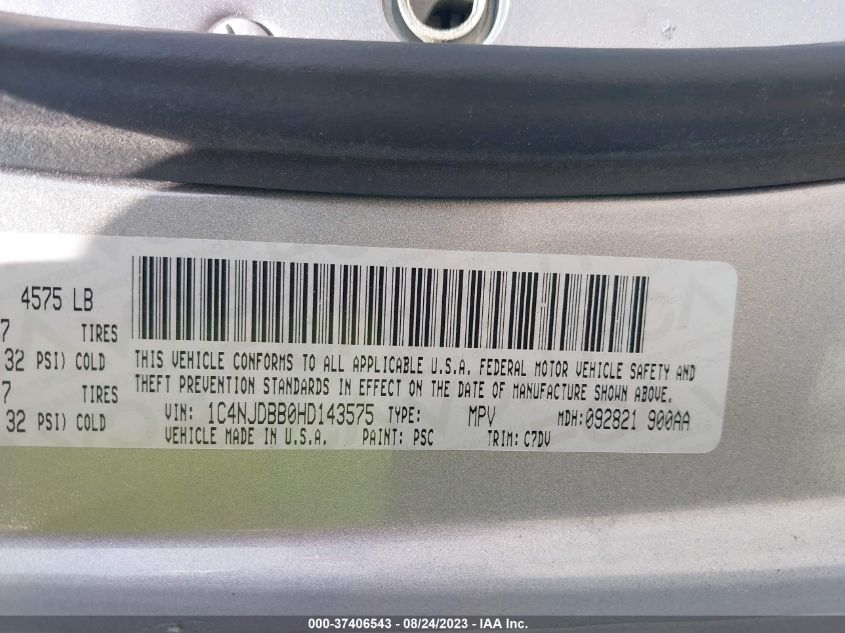 4575 LB
7 TIRES
32 PSI) COLD
7 TIRES
32 PSI) COLD
THIS VEHICLE CONFORMS TO ALL APPLICABLE U.S.A. FEDERAL MOTOR VEHICLE SAFETY AND
THEFT PREVENTION STANDARDS IN EFFECT ON THE DATE OF MANUFACTURE SHOWN ABOVE.
VIN: 1C4NJDBB0HD143575 TYPE: MPV MDH:092821 900AA
VEHICLE MADE IN U.S.A. PAINT: PSC TRIM: C7DV
000-37406543 - 08/24/2023 - IAA Inc.